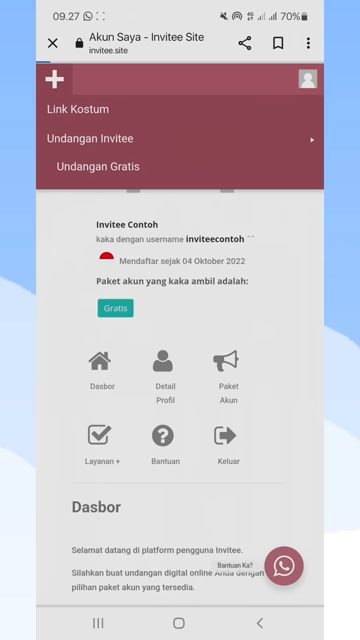 09.27
70%
Akun Saya - Invitee Site
invitee.site
Link Kostum
Undangan Invitee
Undangan Gratis
Invitee Contoh
kaka dengan username inviteecontoh ^^
Mendaftar sejak 04 Oktober 2022
Paket akun yang kaka ambil adalah:
Gratis
Dasbor
Detail
Profil
Paket
Akun
Layanan +
Bantuan
Keluar
Dasbor
Selamat datang di platform pengguna Invitee.
Bantuan Ka?
Silahkan buat undangan digital online Anda dengan
pilihan paket akun yang tersedia.